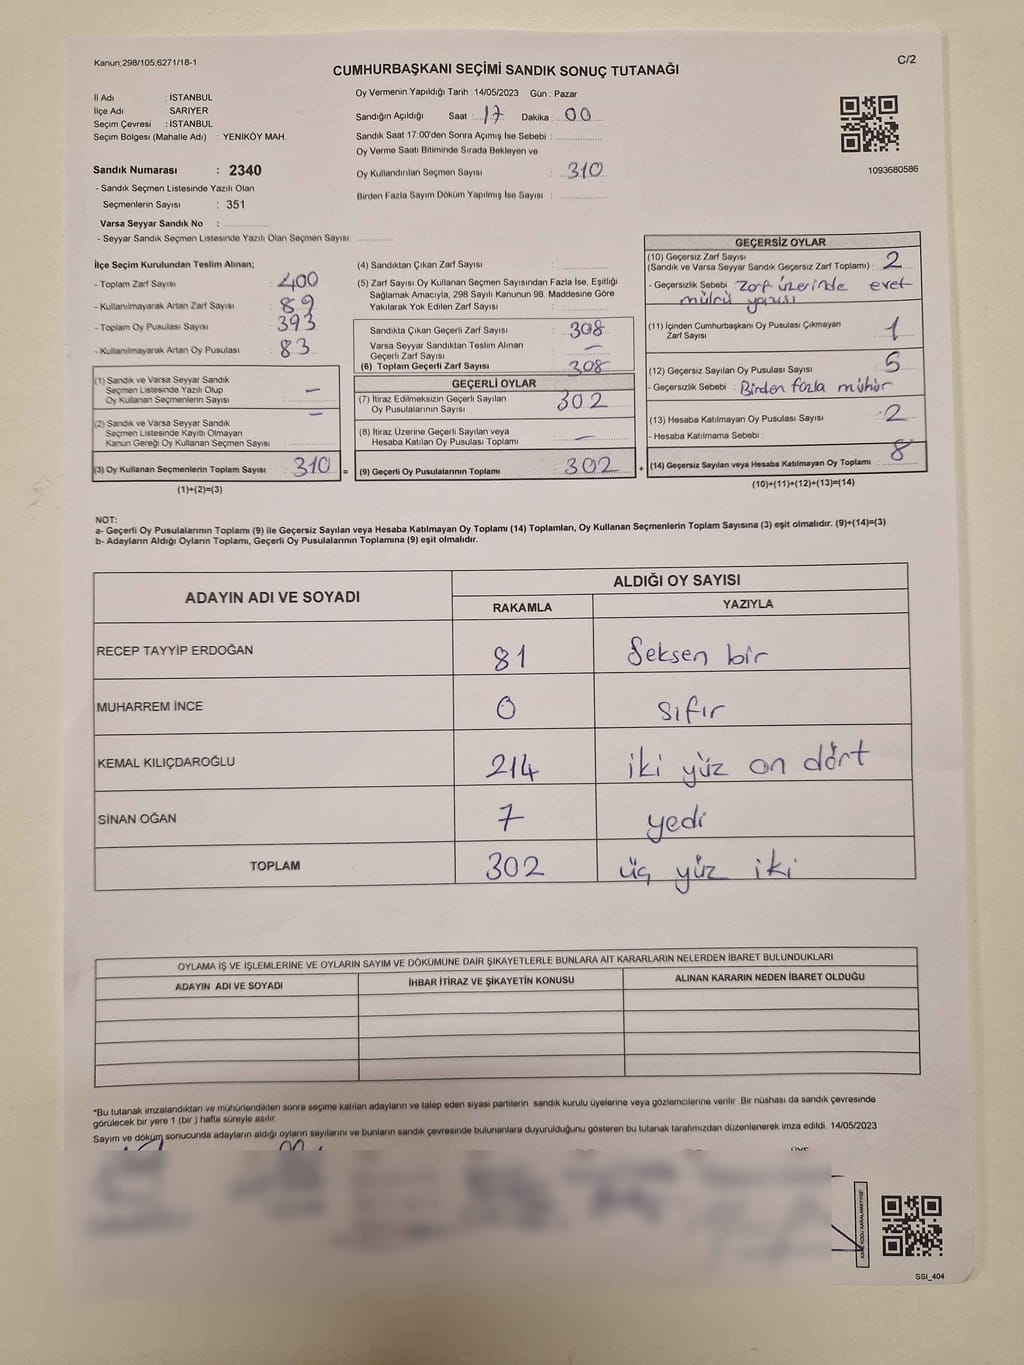 Kanun;298/105;6271/18-1
C/2
CUMHURBAŞKANI SEÇİMİ SANDIK SONUÇ TUTANAĞI
İl Adı : İSTANBUL
İlçe Adı : SARIYER
Seçim Çevresi : İSTANBUL
Seçim Bölgesi (Mahalle Adı) : YENİKÖY MAH.
Sandık Numarası : 2340
- Sandık Seçmen Listesinde Yazılı Olan
Seçmenlerin Sayısı : 351
Varsa Seyyar Sandık No :
- Seyyar Sandık Seçmen Listesinde Yazılı Olan Seçmen Sayısı:
Oy Vermenin Yapıldığı Tarih : 14/05/2023 Gün : Pazar
Sandığın Açıldığı Saat : 17 Dakika : 00
Sandık Saat 17:00'den Sonra Açımış İse Sebebi :
Oy Verme Saati Bitiminde Sırada Bekleyen ve
Oy Kullandırılan Seçmen Sayısı : 310
Birden Fazla Sayım Döküm Yapılmış İse Sayısı :
1093680586
İlçe Seçim Kurulundan Teslim Alınan;
- Toplam Zarf Sayısı : 400
- Kullanılmayarak Artan Zarf Sayısı : 89
- Toplam Oy Pusulası Sayısı : 393
- Kullanılmayarak Artan Oy Pusulası : 83
(1) Sandık ve Varsa Seyyar Sandık
Seçmen Listesinde Yazılı Olup
Oy Kullanan Seçmenlerin Sayısı : —
(2) Sandık ve Varsa Seyyar Sandık
Seçmen Listesinde Kayıtlı Olmayan
Kanun Gereği Oy Kullanan Seçmen Sayısı : —
(3) Oy Kullanan Seçmenlerin Toplam Sayısı : 310 =
(1)+(2)=(3)
(4) Sandıktan Çıkan Zarf Sayısı :
(5) Zarf Sayısı Oy Kullanan Seçmen Sayısından Fazla İse, Eşitliği
Sağlamak Amacıyla, 298 Sayılı Kanunun 98. Maddesine Göre
Yakılarak Yok Edilen Zarf Sayısı :
Sandıkta Çıkan Geçerli Zarf Sayısı : 308
Varsa Seyyar Sandıktan Teslim Alınan
Geçerli Zarf Sayısı : —
(6) Toplam Geçerli Zarf Sayısı : 308
GEÇERLİ OYLAR
(7) İtiraz Edilmeksizin Geçerli Sayılan
Oy Pusulalarının Sayısı : 302
(8) İtiraz Üzerine Geçerli Sayılan veya
Hesaba Katılan Oy Pusulası Toplamı : —
(9) Geçerli Oy Pusulalarının Toplamı : 302 +
GEÇERSİZ OYLAR
(10) Geçersiz Zarf Sayısı
(Sandık ve Varsa Seyyar Sandık Geçersiz Zarf Toplamı) : 2
- Geçersizlik Sebebi : Zarf üzerinde evet
mührü yazısı
(11) İçinden Cumhurbaşkanı Oy Pusulası Çıkmayan
Zarf Sayısı : 1
(12) Geçersiz Sayılan Oy Pusulası Sayısı : 5
- Geçersizlik Sebebi : Birden fazla mühür
(13) Hesaba Katılmayan Oy Pusulası Sayısı : 2
- Hesaba Katılmama Sebebi :
(14) Geçersiz Sayılan veya Hesaba Katılmayan Oy Toplamı : 8
(10)+(11)+(12)+(13)=(14)
NOT:
a- Geçerli Oy Pusulalarının Toplamı (9) ile Geçersiz Sayılan veya Hesaba Katılmayan Oy Toplamı (14) Toplamları, Oy Kullanan Seçmenlerin Toplam Sayısına (3) eşit olmalıdır. (9)+(14)=(3)
b- Adayların Aldığı Oyların Toplamı, Geçerli Oy Pusulalarının Toplamına (9) eşit olmalıdır.
ADAYIN ADI VE SOYADI
ALDIĞI OY SAYISI
RAKAMLA YAZIYLA
RECEP TAYYİP ERDOĞAN 81 Seksen bir
MUHARREM İNCE 0 sıfır
KEMAL KILIÇDAROĞLU 214 iki yüz on dört
SİNAN OĞAN 7 yedi
TOPLAM 302 üç yüz iki
OYLAMA İŞ VE İŞLEMLERİNE VE OYLARIN SAYIM VE DÖKÜMÜNE DAİR ŞİKAYETLERLE BUNLARA AİT KARARLARIN NELERDEN İBARET BULUNDUKLARI
ADAYIN ADI VE SOYADI İHBAR İTİRAZ VE ŞİKAYETİN KONUSU ALINAN KARARIN NEDEN İBARET OLDUĞU
*Bu tutanak imzalandıktan ve mühürlendikten sonra seçime katılan adayların ve talep eden siyasi partilerin sandık kurulu üyelerine veya gözlemcilerine verilir .Bir nüshası da sandık çevresinde
görülecek bir yere 1 (bir ) hafta süreyle asılır.
Sayım ve döküm sonucunda adayların aldığı oyların sayılarını ve bunların sandık çevresinde bulunanlara duyurulduğunu gösteren bu tutanak tarafımızdan düzenlenerek imza edildi. 14/05/2023
SSI_404